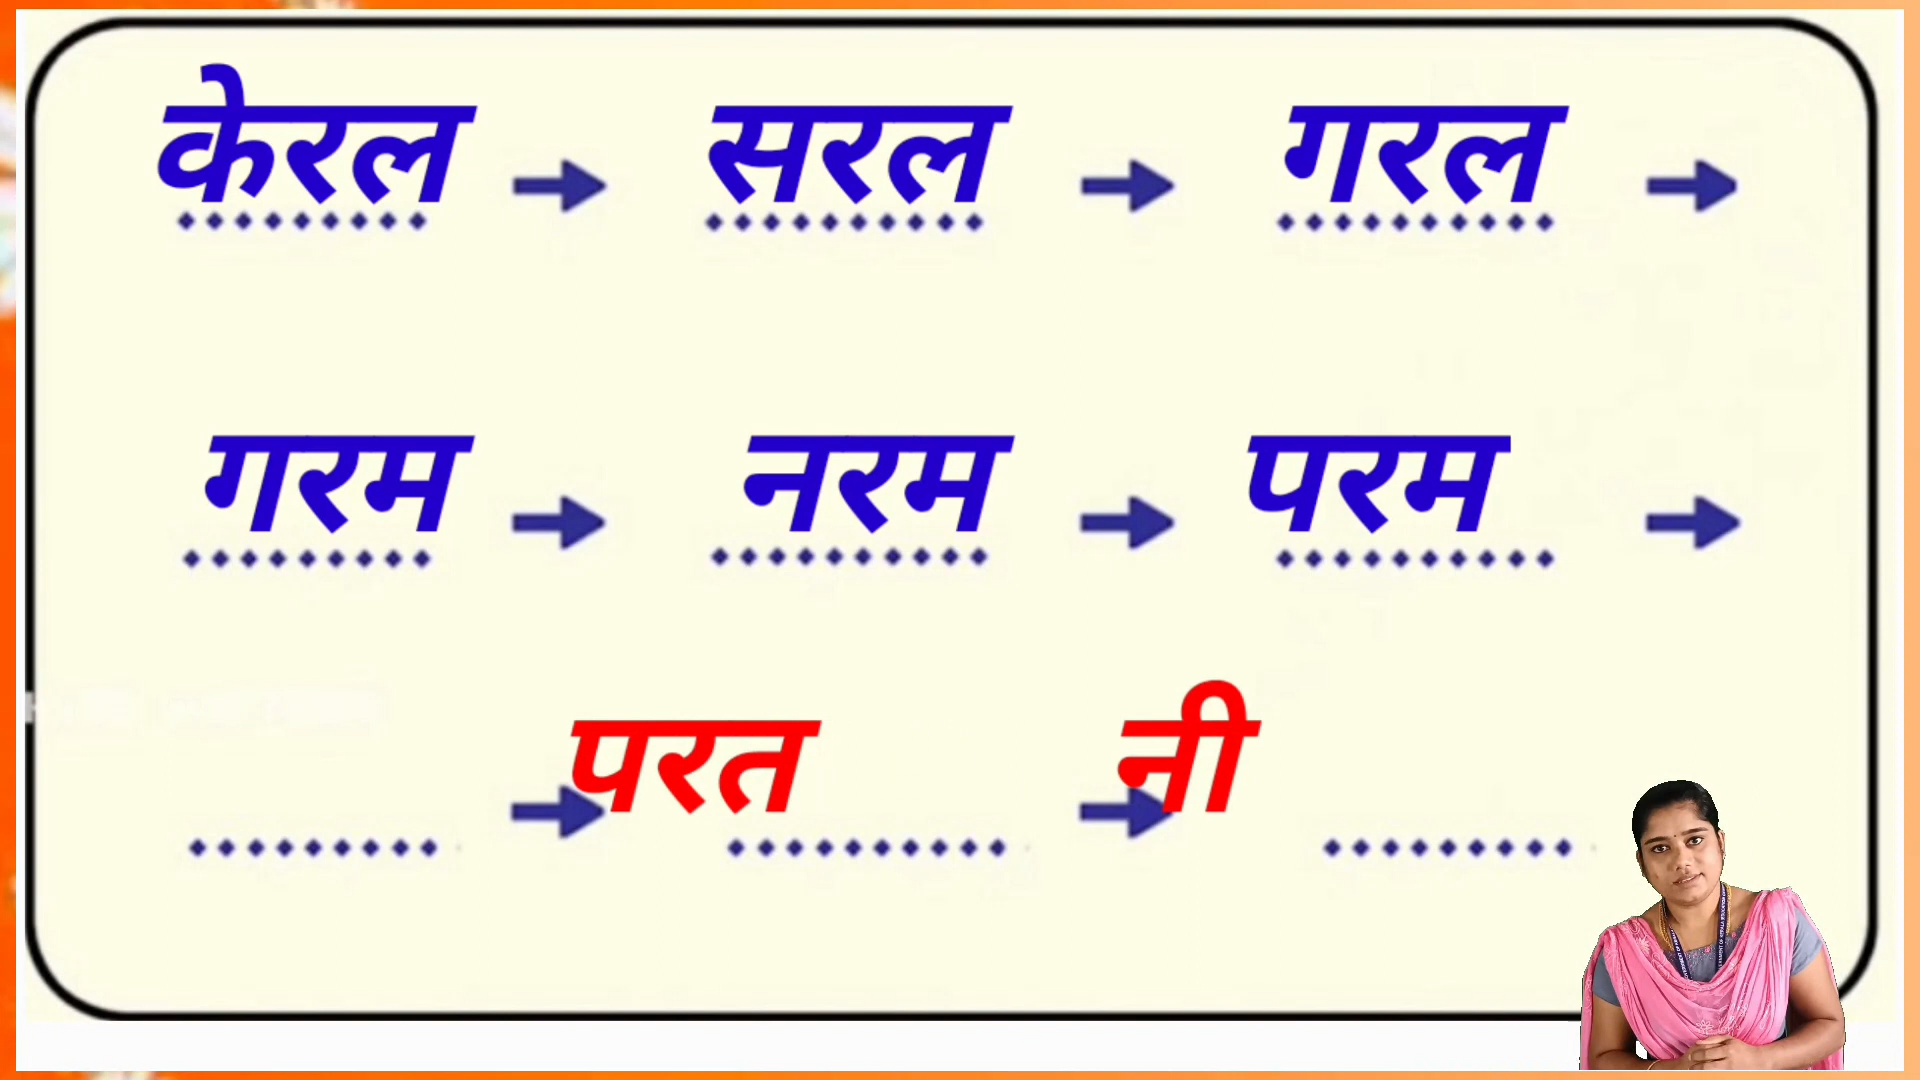 केरल सरल गरल
गरम नरम परम
परत नी